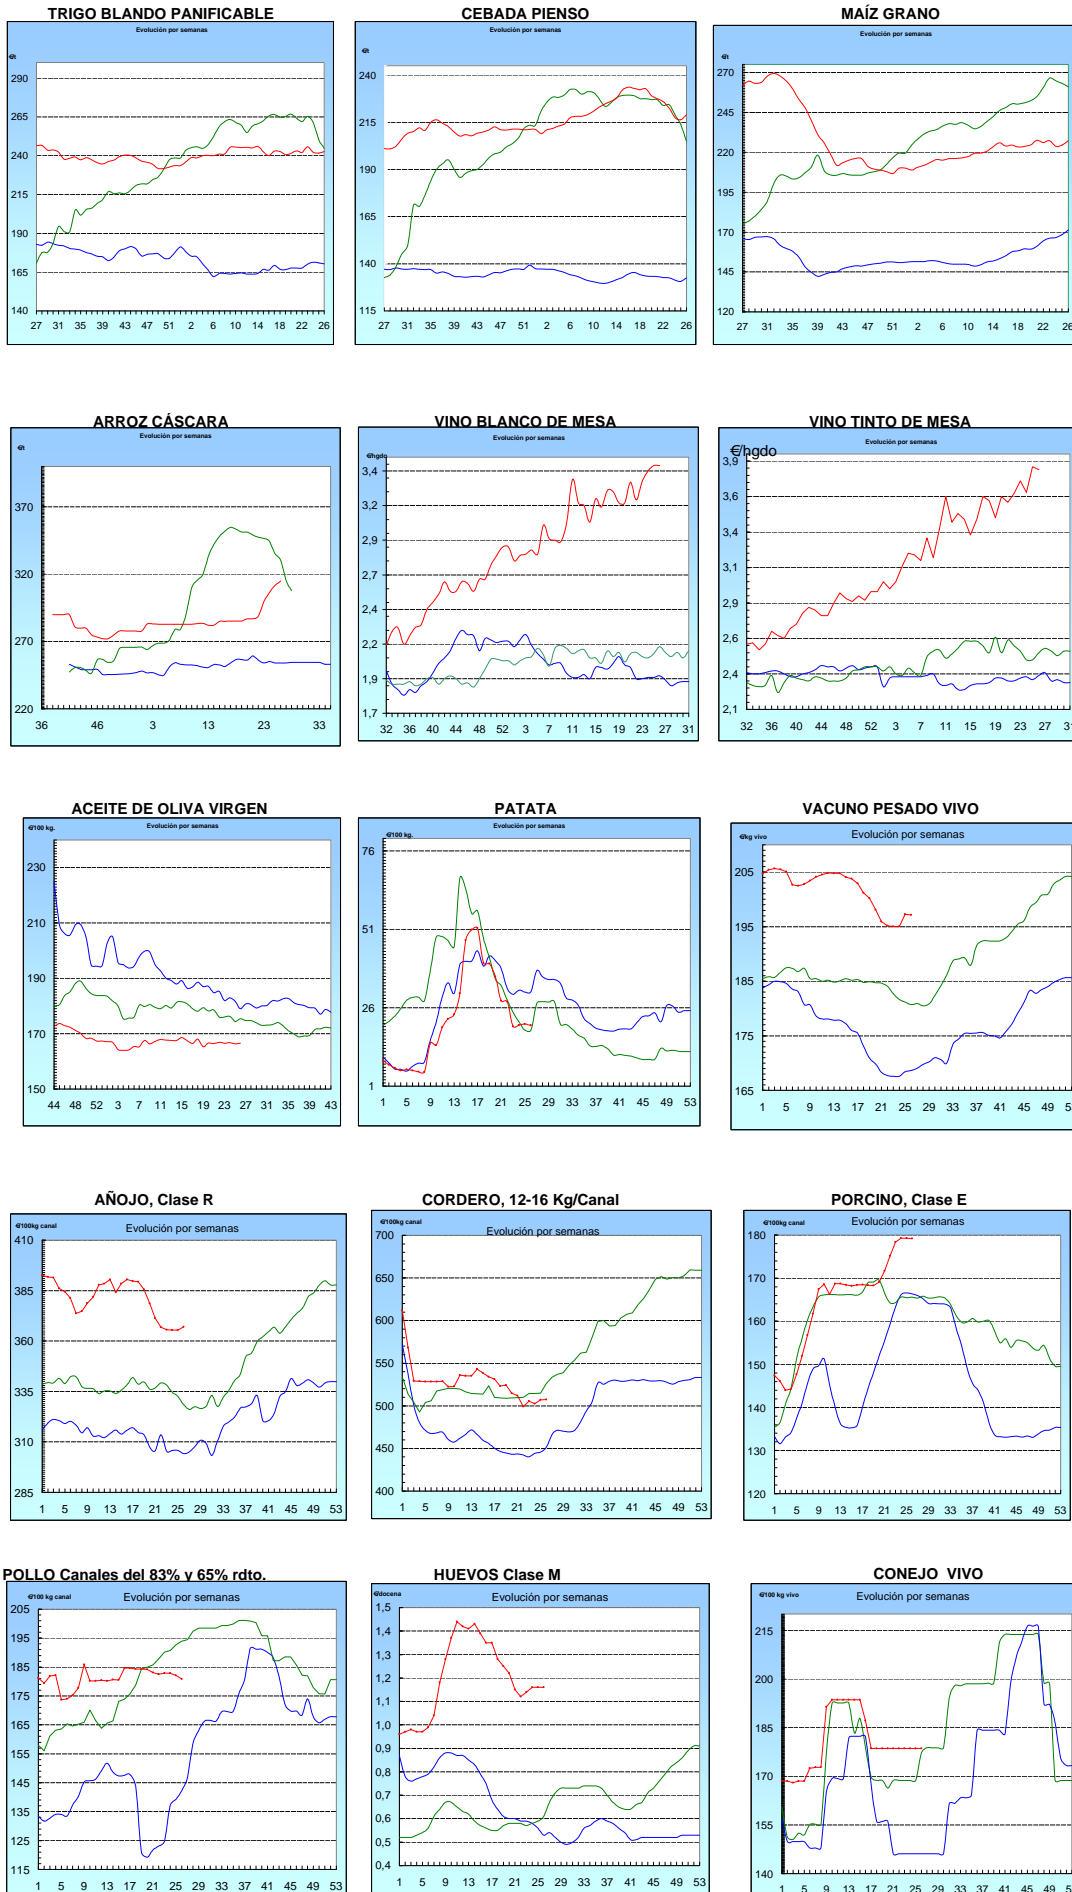 TRIGO BLANDO PANIFICABLE
Evolución por semanas
€/t
290
265
240
215
190
165
140
27 31 35 39 43 47 51 2 6 10 14 18 22 26
CEBADA PIENSO
Evolución por semanas
€/t
240
215
190
165
140
115
27 31 35 39 43 47 51 2 6 10 14 18 22 26
MAÍZ GRANO
Evolución por semanas
€/t
270
245
220
195
170
145
120
27 31 35 39 43 47 51 2 6 10 14 18 22 26
ARROZ CÁSCARA
Evolución por semanas
€/t
370
320
270
220
36 46 3 13 23 33
VINO BLANCO DE MESA
Evolución por semanas
€/hgdo
3,4
3,2
2,9
2,7
2,4
2,2
1,9
1,7
32 36 40 44 48 52 3 7 11 15 19 23 27 31
VINO TINTO DE MESA
Evolución por semanas
€/hgdo
3,9
3,6
3,4
3,1
2,9
2,6
2,4
2,1
32 36 40 44 48 52 3 7 11 15 19 23 27 31
ACEITE DE OLIVA VIRGEN
Evolución por semanas
€/100 kg.
230
210
190
170
150
44 48 52 3 7 11 15 19 23 27 31 35 39 43
PATATA
Evolución por semanas
€/100 kg.
76
51
26
1
1 5 9 13 17 21 25 29 33 37 41 45 49 53
VACUNO PESADO VIVO
Evolución por semanas
€/kg vivo
205
195
185
175
165
1 5 9 13 17 21 25 29 33 37 41 45 49 53
AÑOJO, Clase R
Evolución por semanas
€/100kg canal
410
385
360
335
310
285
1 5 9 13 17 21 25 29 33 37 41 45 49 53
CORDERO, 12-16 Kg/Canal
Evolución por semanas
€/100kg canal
700
650
600
550
500
450
400
1 5 9 13 17 21 25 29 33 37 41 45 49 53
PORCINO, Clase E
Evolución por semanas
€/100kg canal
180
170
160
150
140
130
120
1 5 9 13 17 21 25 29 33 37 41 45 49 53
POLLO Canales del 83% y 65% rdto.
Evolución por semanas
€/100 kg canal
205
195
185
175
165
155
145
135
125
115
1 5 9 13 17 21 25 29 33 37 41 45 49 53
HUEVOS Clase M
Evolución por semanas
€/docena
1,5
1,4
1,3
1,2
1,1
1,0
0,9
0,8
0,7
0,6
0,5
0,4
1 5 9 13 17 21 25 29 33 37 41 45 49 53
CONEJO VIVO
Evolución por semanas
€/100 kg vivo
215
200
185
170
155
140
1 5 9 13 17 21 25 29 33 37 41 45 49 53